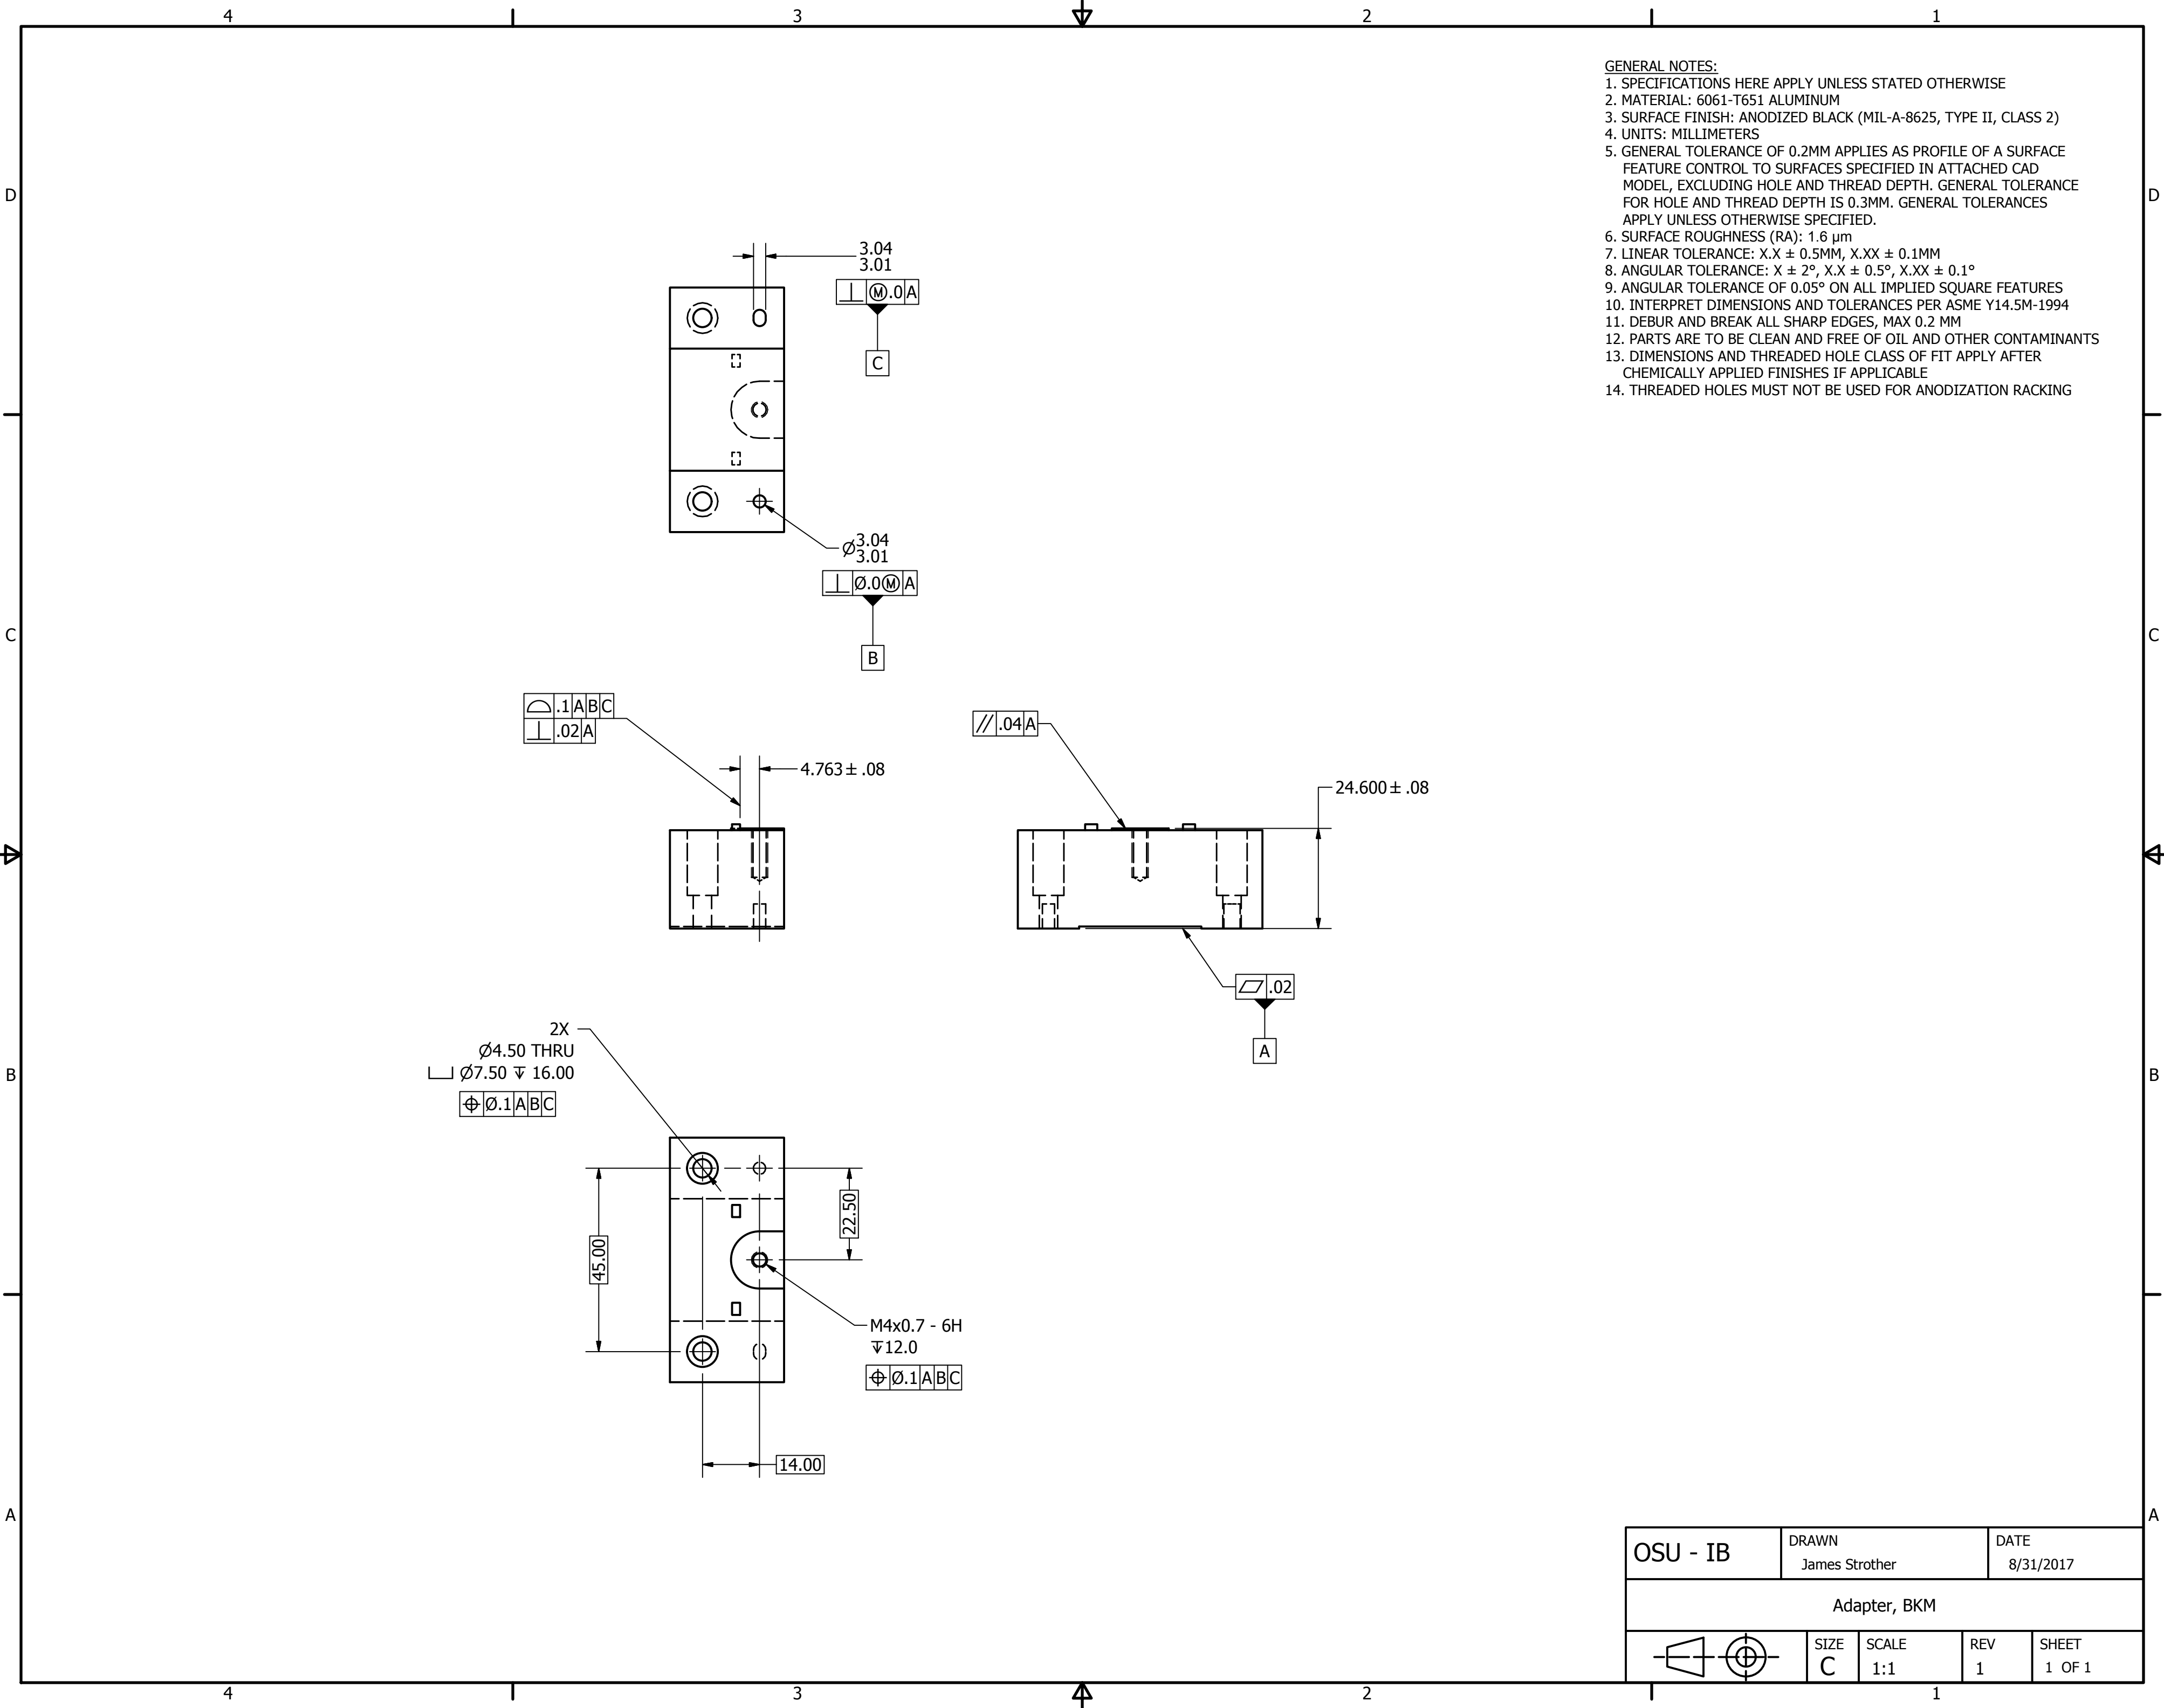 4 3 2 1
GENERAL NOTES:
1. SPECIFICATIONS HERE APPLY UNLESS STATED OTHERWISE
2. MATERIAL: 6061-T651 ALUMINUM
3. SURFACE FINISH: ANODIZED BLACK (MIL-A-8625, TYPE II, CLASS 2)
4. UNITS: MILLIMETERS
5. GENERAL TOLERANCE OF 0.2MM APPLIES AS PROFILE OF A SURFACE
FEATURE CONTROL TO SURFACES SPECIFIED IN ATTACHED CAD
MODEL, EXCLUDING HOLE AND THREAD DEPTH. GENERAL TOLERANCE
FOR HOLE AND THREAD DEPTH IS 0.3MM. GENERAL TOLERANCES
APPLY UNLESS OTHERWISE SPECIFIED.
6. SURFACE ROUGHNESS (RA): 1.6 µm
7. LINEAR TOLERANCE: X.X ± 0.5MM, X.XX ± 0.1MM
8. ANGULAR TOLERANCE: X ± 2°, X.X ± 0.5°, X.XX ± 0.1°
9. ANGULAR TOLERANCE OF 0.05° ON ALL IMPLIED SQUARE FEATURES
10. INTERPRET DIMENSIONS AND TOLERANCES PER ASME Y14.5M-1994
11. DEBUR AND BREAK ALL SHARP EDGES, MAX 0.2 MM
12. PARTS ARE TO BE CLEAN AND FREE OF OIL AND OTHER CONTAMINANTS
13. DIMENSIONS AND THREADED HOLE CLASS OF FIT APPLY AFTER
CHEMICALLY APPLIED FINISHES IF APPLICABLE
14. THREADED HOLES MUST NOT BE USED FOR ANODIZATION RACKING
D D
3.04
3.01
⊥ Ⓜ.0 A
C
Ø3.04
3.01
⊥ Ø.0Ⓜ A
B
C C
⌓ .1 A B C
⊥ .02 A
4.763± .08
// .04 A
24.600± .08
⏥ .02
A
2X
Ø4.50 THRU
⌴ Ø7.50 ↧ 16.00
⌖ Ø.1 A B C
B B
45.00
22.50
M4x0.7 - 6H
↧12.0
⌖ Ø.1 A B C
14.00
A A
OSU - IB
DRAWN
James Strother
DATE
8/31/2017
Adapter, BKM
SIZE
C
SCALE
1:1
REV
1
SHEET
1 OF 1
4 3 2 1